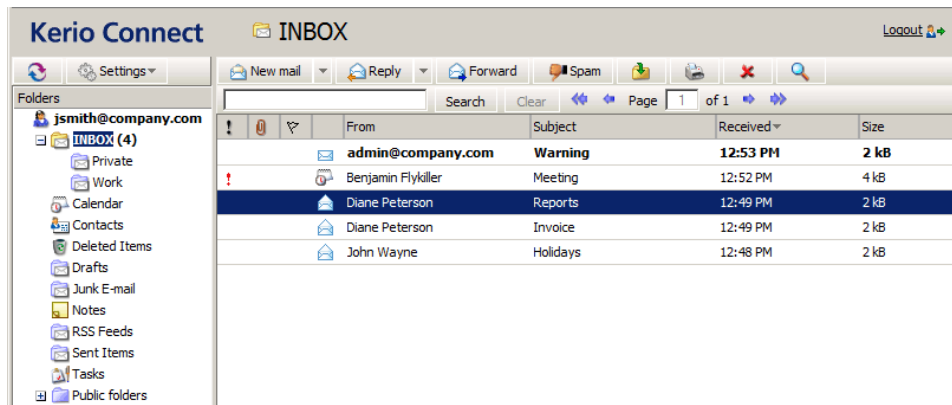 Kerio Connect INBOX Logout
Settings New mail Reply Forward Spam
Folders Search Clear Page 1 of 1
jsmith@company.com
! From Subject Received Size
INBOX (4)
admin@company.com Warning 12:53 PM 2 kB
Private
! Benjamin Flykiller Meeting 12:52 PM 4 kB
Work
Calendar
Diane Peterson Reports 12:49 PM 2 kB
Contacts
Diane Peterson Invoice 12:49 PM 2 kB
Deleted Items
John Wayne Holidays 12:48 PM 2 kB
Drafts
Junk E-mail
Notes
RSS Feeds
Sent Items
Tasks
Public folders